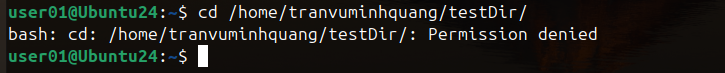 user01@Ubuntu24:~$ cd /home/tranvuminhquang/testDir/
bash: cd: /home/tranvuminhquang/testDir/: Permission denied
user01@Ubuntu24:~$